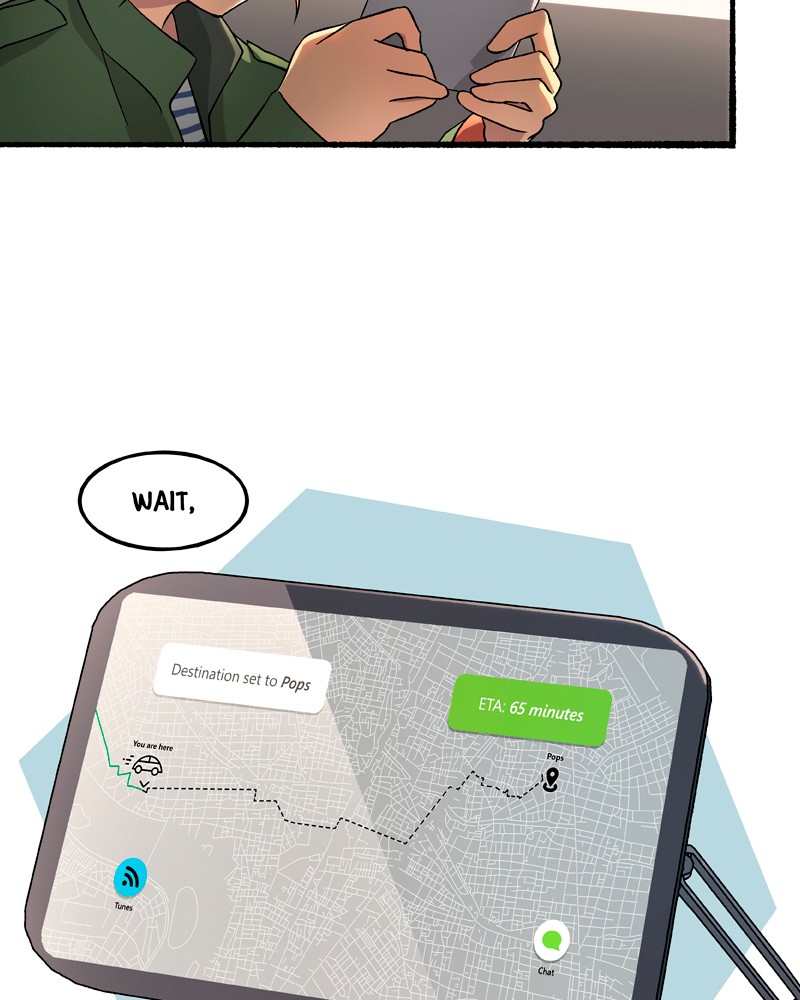 WAIT,
Destination set to Pops
ETA: 65 minutes
You are here
Pops
Tunes
Chat